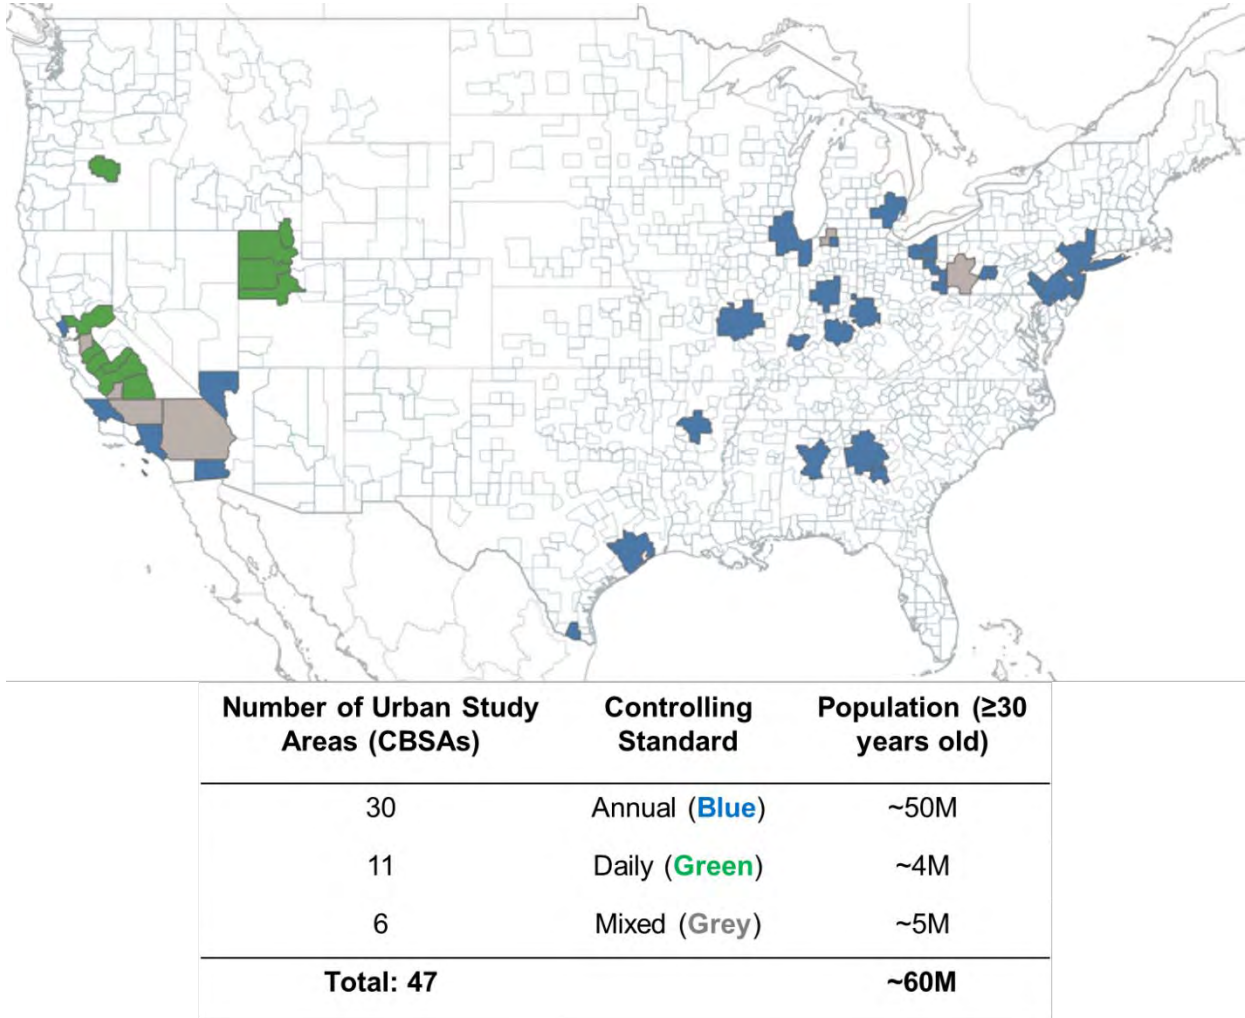 Number of Urban Study Controlling Population (≥30
Areas (CBSAs) Standard years old)
30 Annual (Blue) ~50M
11 Daily (Green) ~4M
6 Mixed (Grey) ~5M
Total: 47 ~60M